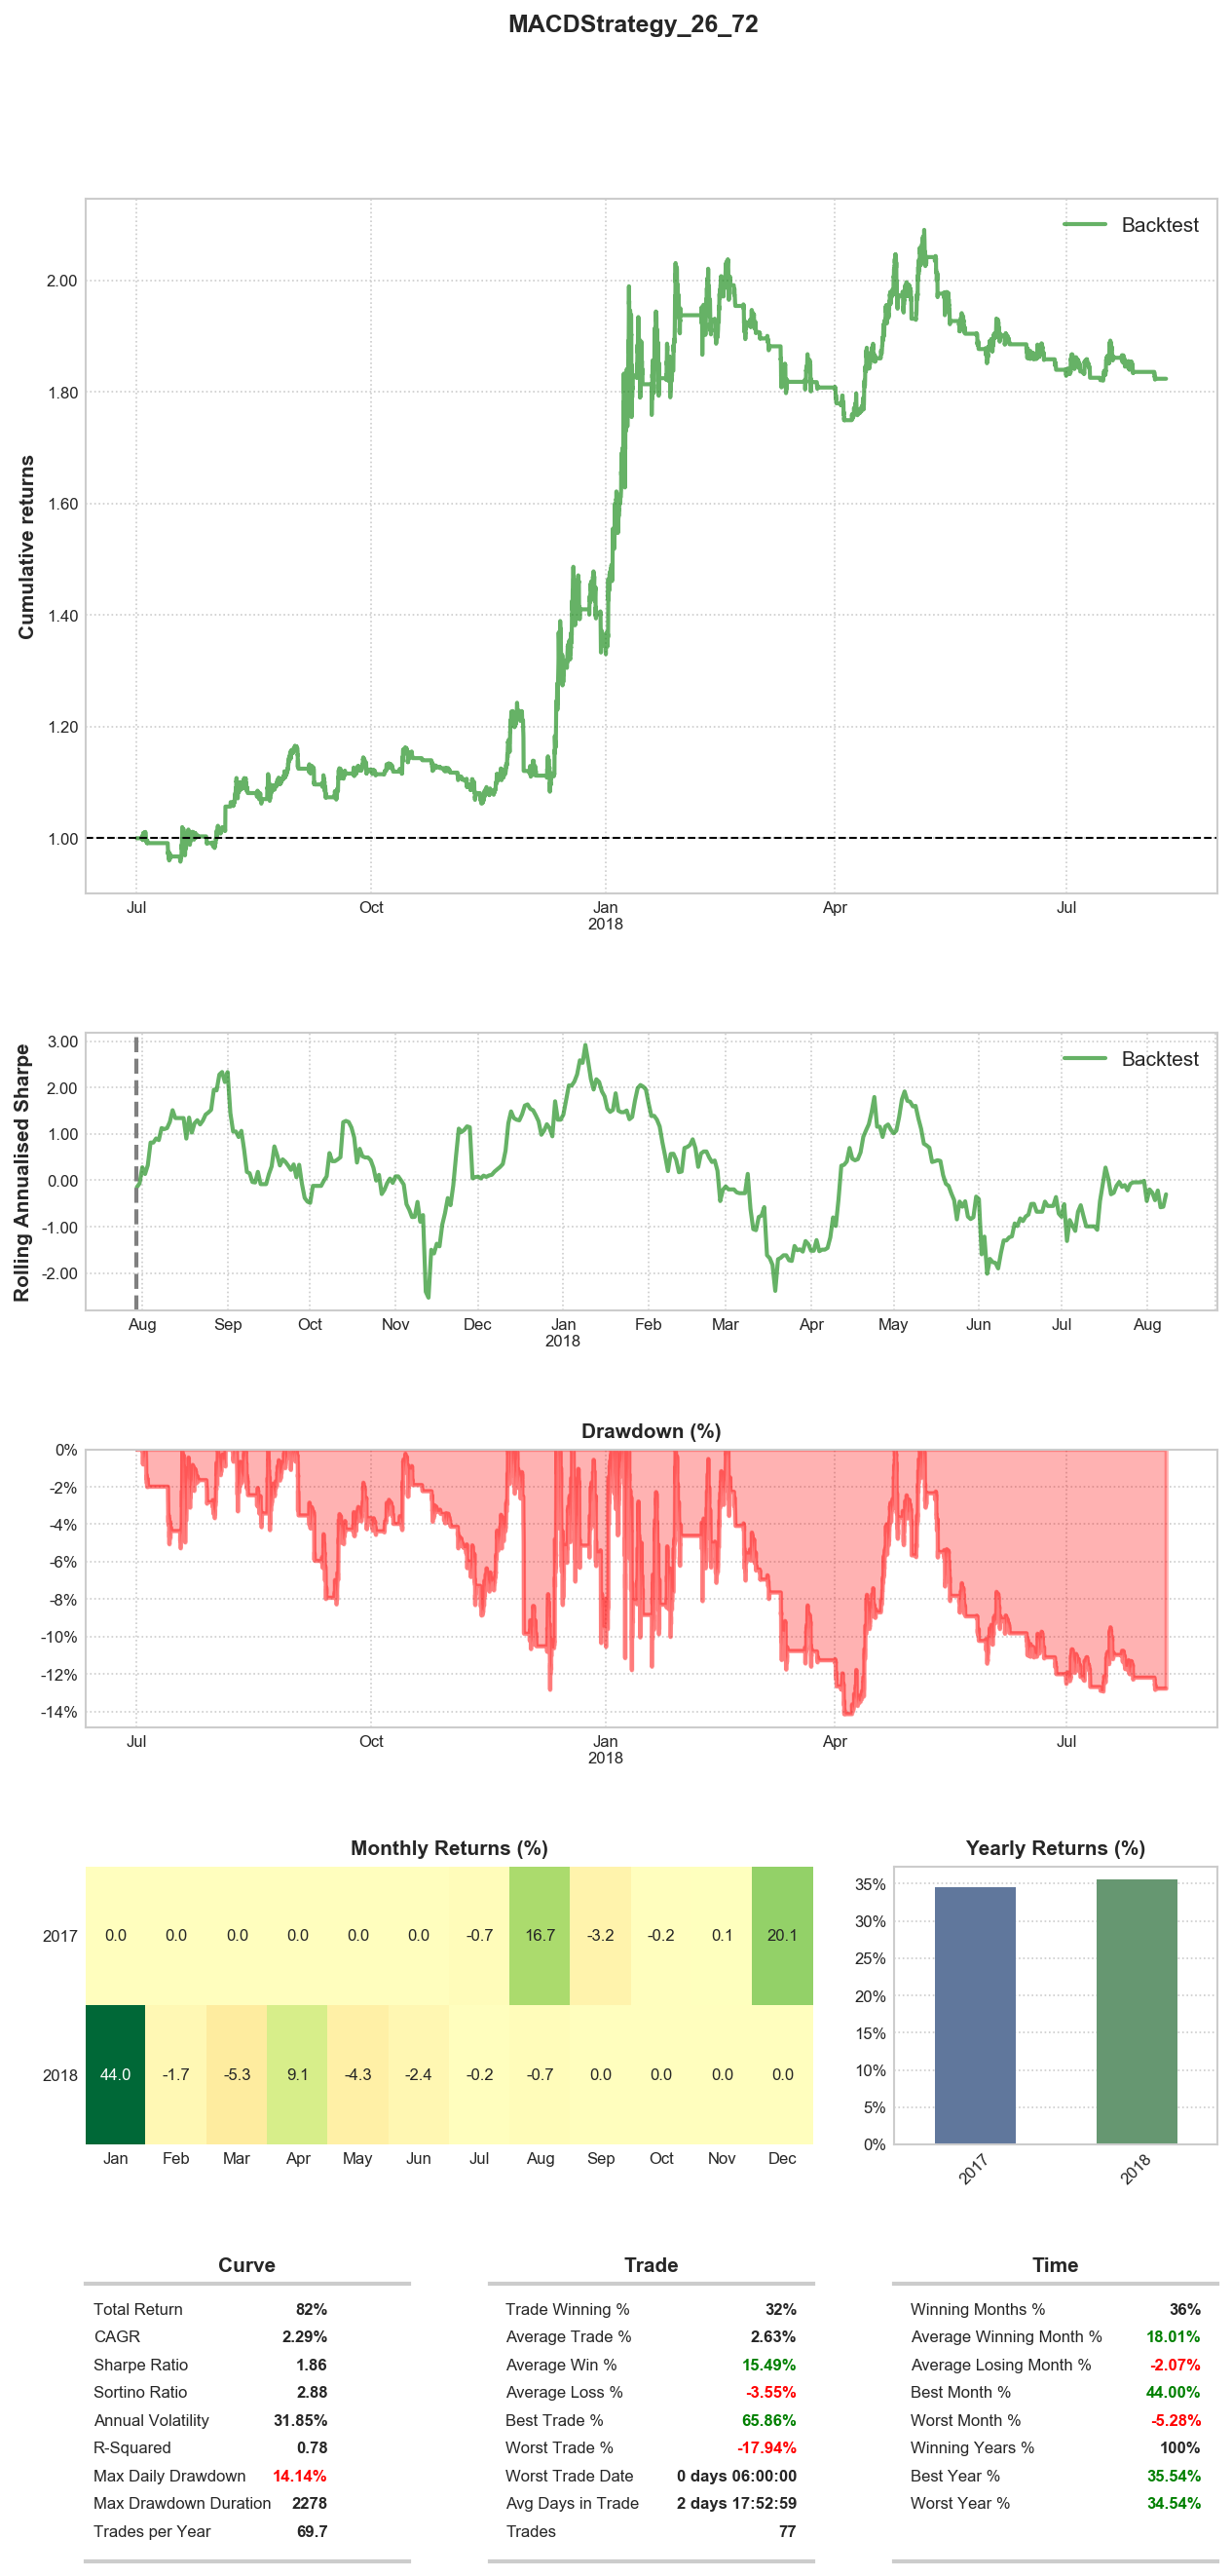 MACDStrategy_26_72
Backtest
Cumulative returns
2.00
1.80
1.60
1.40
1.20
1.00
Jul Oct Jan Apr Jul
2018
Backtest
Rolling Annualised Sharpe
3.00
2.00
1.00
0.00
-1.00
-2.00
Aug Sep Oct Nov Dec Jan Feb Mar Apr May Jun Jul Aug
2018
Drawdown (%)
0%
-2%
-4%
-6%
-8%
-10%
-12%
-14%
Jul Oct Jan Apr Jul
2018
Monthly Returns (%)
2017 0.0 0.0 0.0 0.0 0.0 0.0 -0.7 16.7 -3.2 -0.2 0.1 20.1
2018 44.0 -1.7 -5.3 9.1 -4.3 -2.4 -0.2 -0.7 0.0 0.0 0.0 0.0
Jan Feb Mar Apr May Jun Jul Aug Sep Oct Nov Dec
Yearly Returns (%)
35%
30%
25%
20%
15%
10%
5%
0%
2017 2018
Curve
Total Return 82%
CAGR 2.29%
Sharpe Ratio 1.86
Sortino Ratio 2.88
Annual Volatility 31.85%
R-Squared 0.78
Max Daily Drawdown 14.14%
Max Drawdown Duration 2278
Trades per Year 69.7
Trade
Trade Winning % 32%
Average Trade % 2.63%
Average Win % 15.49%
Average Loss % -3.55%
Best Trade % 65.86%
Worst Trade % -17.94%
Worst Trade Date 0 days 06:00:00
Avg Days in Trade 2 days 17:52:59
Trades 77
Time
Winning Months % 36%
Average Winning Month % 18.01%
Average Losing Month % -2.07%
Best Month % 44.00%
Worst Month % -5.28%
Winning Years % 100%
Best Year % 35.54%
Worst Year % 34.54%